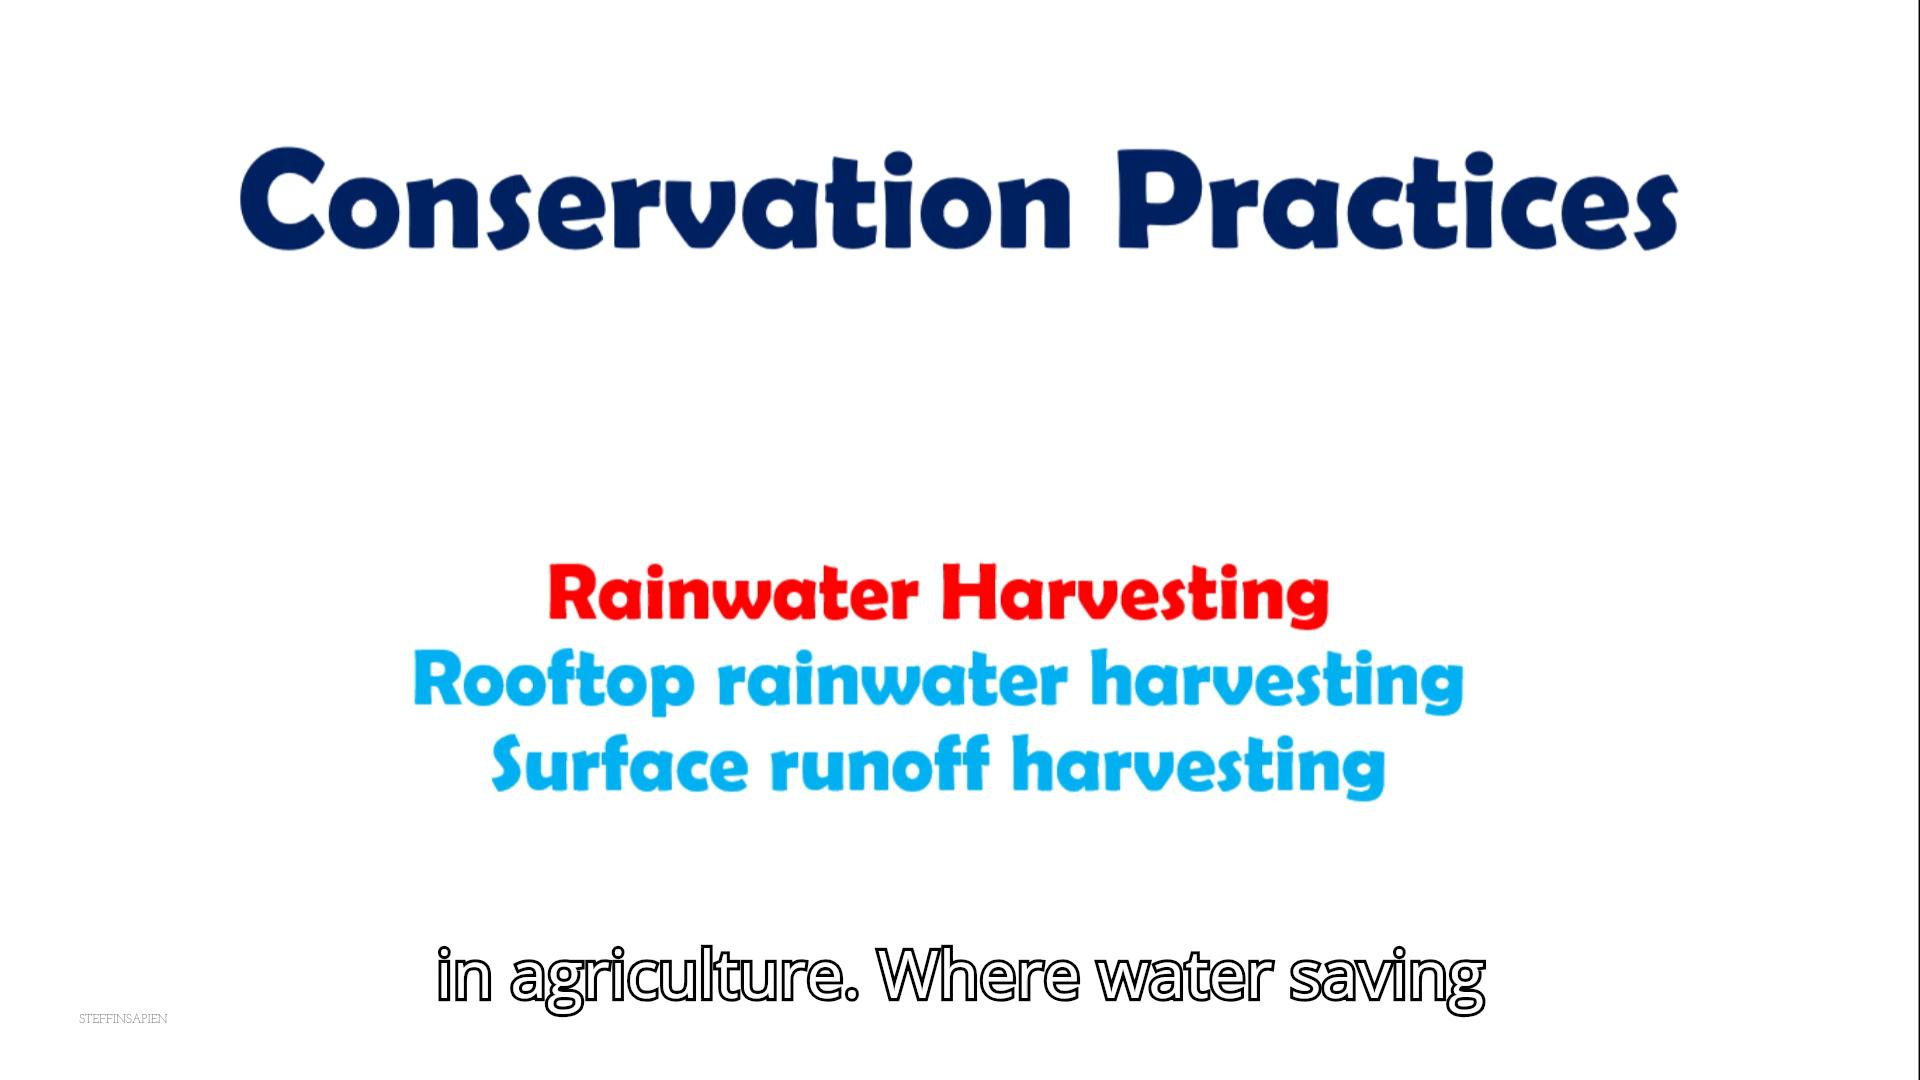 Conservation Practices
Rainwater Harvesting
Rooftop rainwater harvesting
Surface runoff harvesting
in agriculture. Where water saving
STEFFINSAPIEN